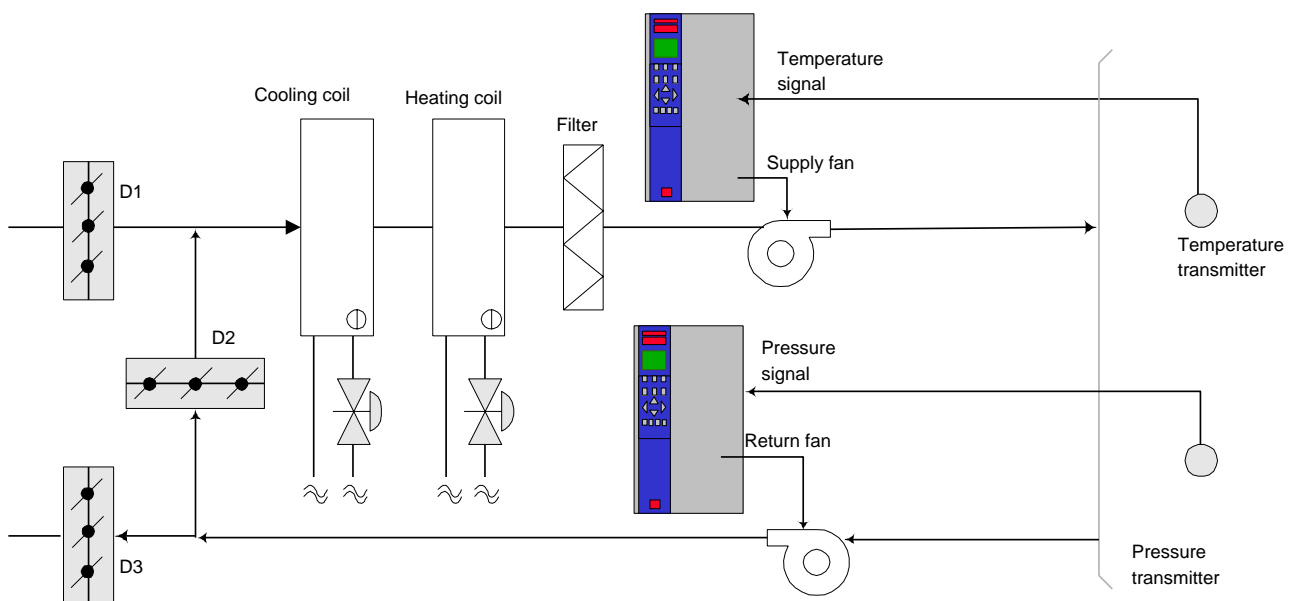 Temperature
signal
Cooling coil
Heating coil
Filter
Supply fan
D1
Temperature
transmitter
D2
Pressure
signal
Return fan
D3
Pressure
transmitter